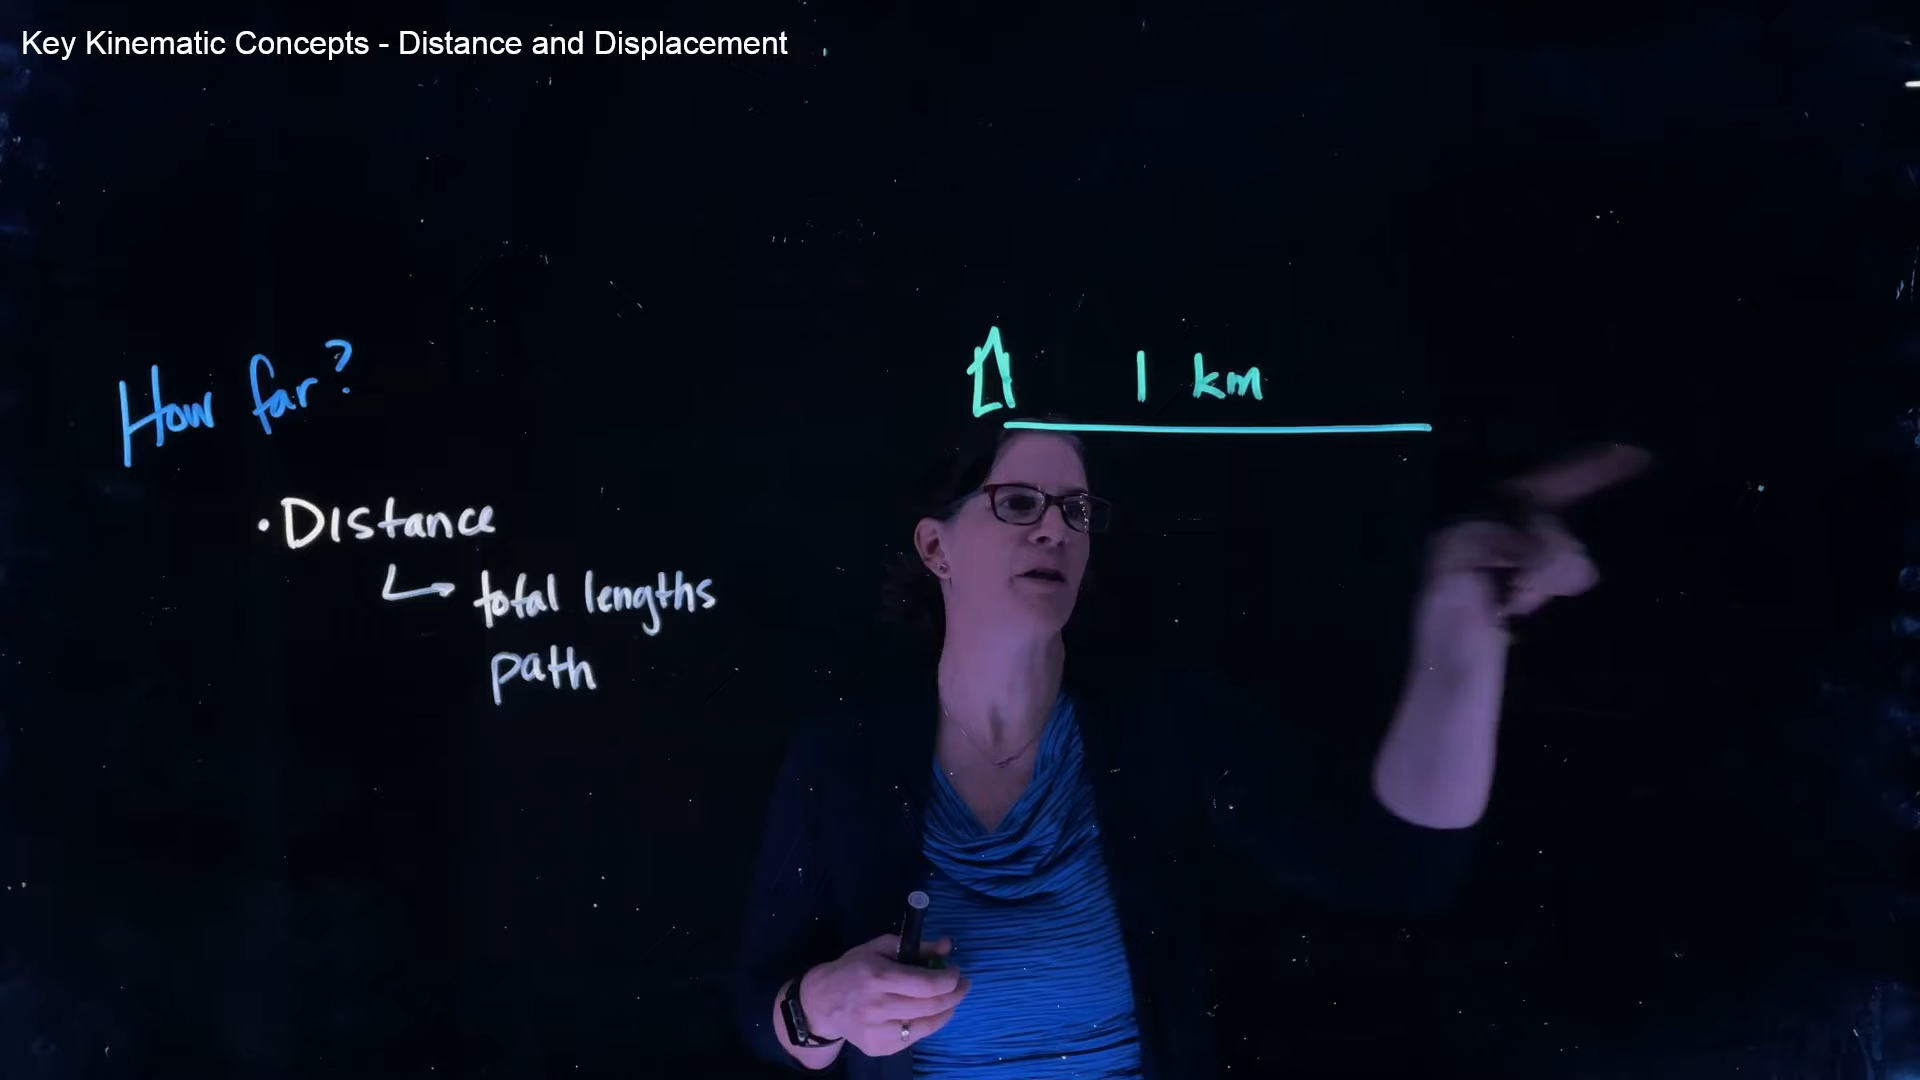 Key Kinematic Concepts - Distance and Displacement
How far?
1 km
• Distance
↳ total lengths
path